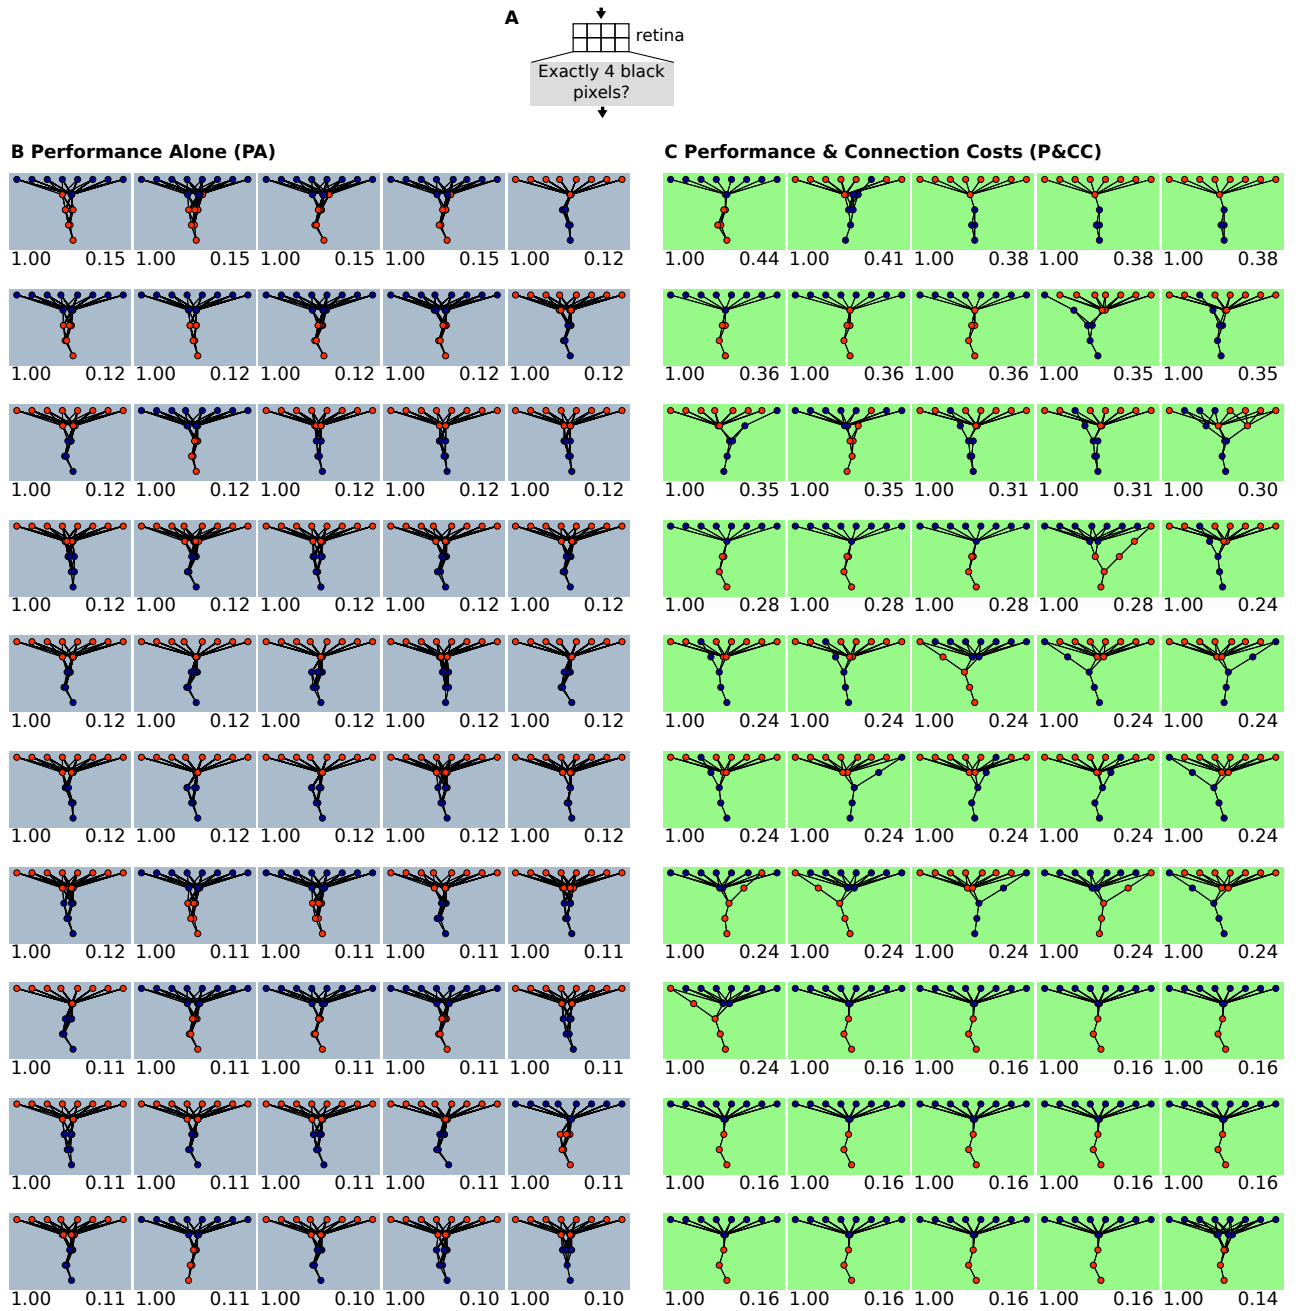 A
retina
Exactly 4 black
pixels?
B Performance Alone (PA)
1.00 0.15 1.00 0.15 1.00 0.15 1.00 0.15 1.00 0.12
1.00 0.12 1.00 0.12 1.00 0.12 1.00 0.12 1.00 0.12
1.00 0.12 1.00 0.12 1.00 0.12 1.00 0.12 1.00 0.12
1.00 0.12 1.00 0.12 1.00 0.12 1.00 0.12 1.00 0.12
1.00 0.12 1.00 0.12 1.00 0.12 1.00 0.12 1.00 0.12
1.00 0.12 1.00 0.12 1.00 0.12 1.00 0.12 1.00 0.12
1.00 0.12 1.00 0.11 1.00 0.11 1.00 0.11 1.00 0.11
1.00 0.11 1.00 0.11 1.00 0.11 1.00 0.11 1.00 0.11
1.00 0.11 1.00 0.11 1.00 0.11 1.00 0.11 1.00 0.11
1.00 0.11 1.00 0.11 1.00 0.10 1.00 0.10 1.00 0.10
C Performance & Connection Costs (P&CC)
1.00 0.44 1.00 0.41 1.00 0.38 1.00 0.38 1.00 0.38
1.00 0.36 1.00 0.36 1.00 0.36 1.00 0.35 1.00 0.35
1.00 0.35 1.00 0.35 1.00 0.31 1.00 0.31 1.00 0.30
1.00 0.28 1.00 0.28 1.00 0.28 1.00 0.28 1.00 0.24
1.00 0.24 1.00 0.24 1.00 0.24 1.00 0.24 1.00 0.24
1.00 0.24 1.00 0.24 1.00 0.24 1.00 0.24 1.00 0.24
1.00 0.24 1.00 0.24 1.00 0.24 1.00 0.24 1.00 0.24
1.00 0.24 1.00 0.16 1.00 0.16 1.00 0.16 1.00 0.16
1.00 0.16 1.00 0.16 1.00 0.16 1.00 0.16 1.00 0.16
1.00 0.16 1.00 0.16 1.00 0.16 1.00 0.16 1.00 0.14